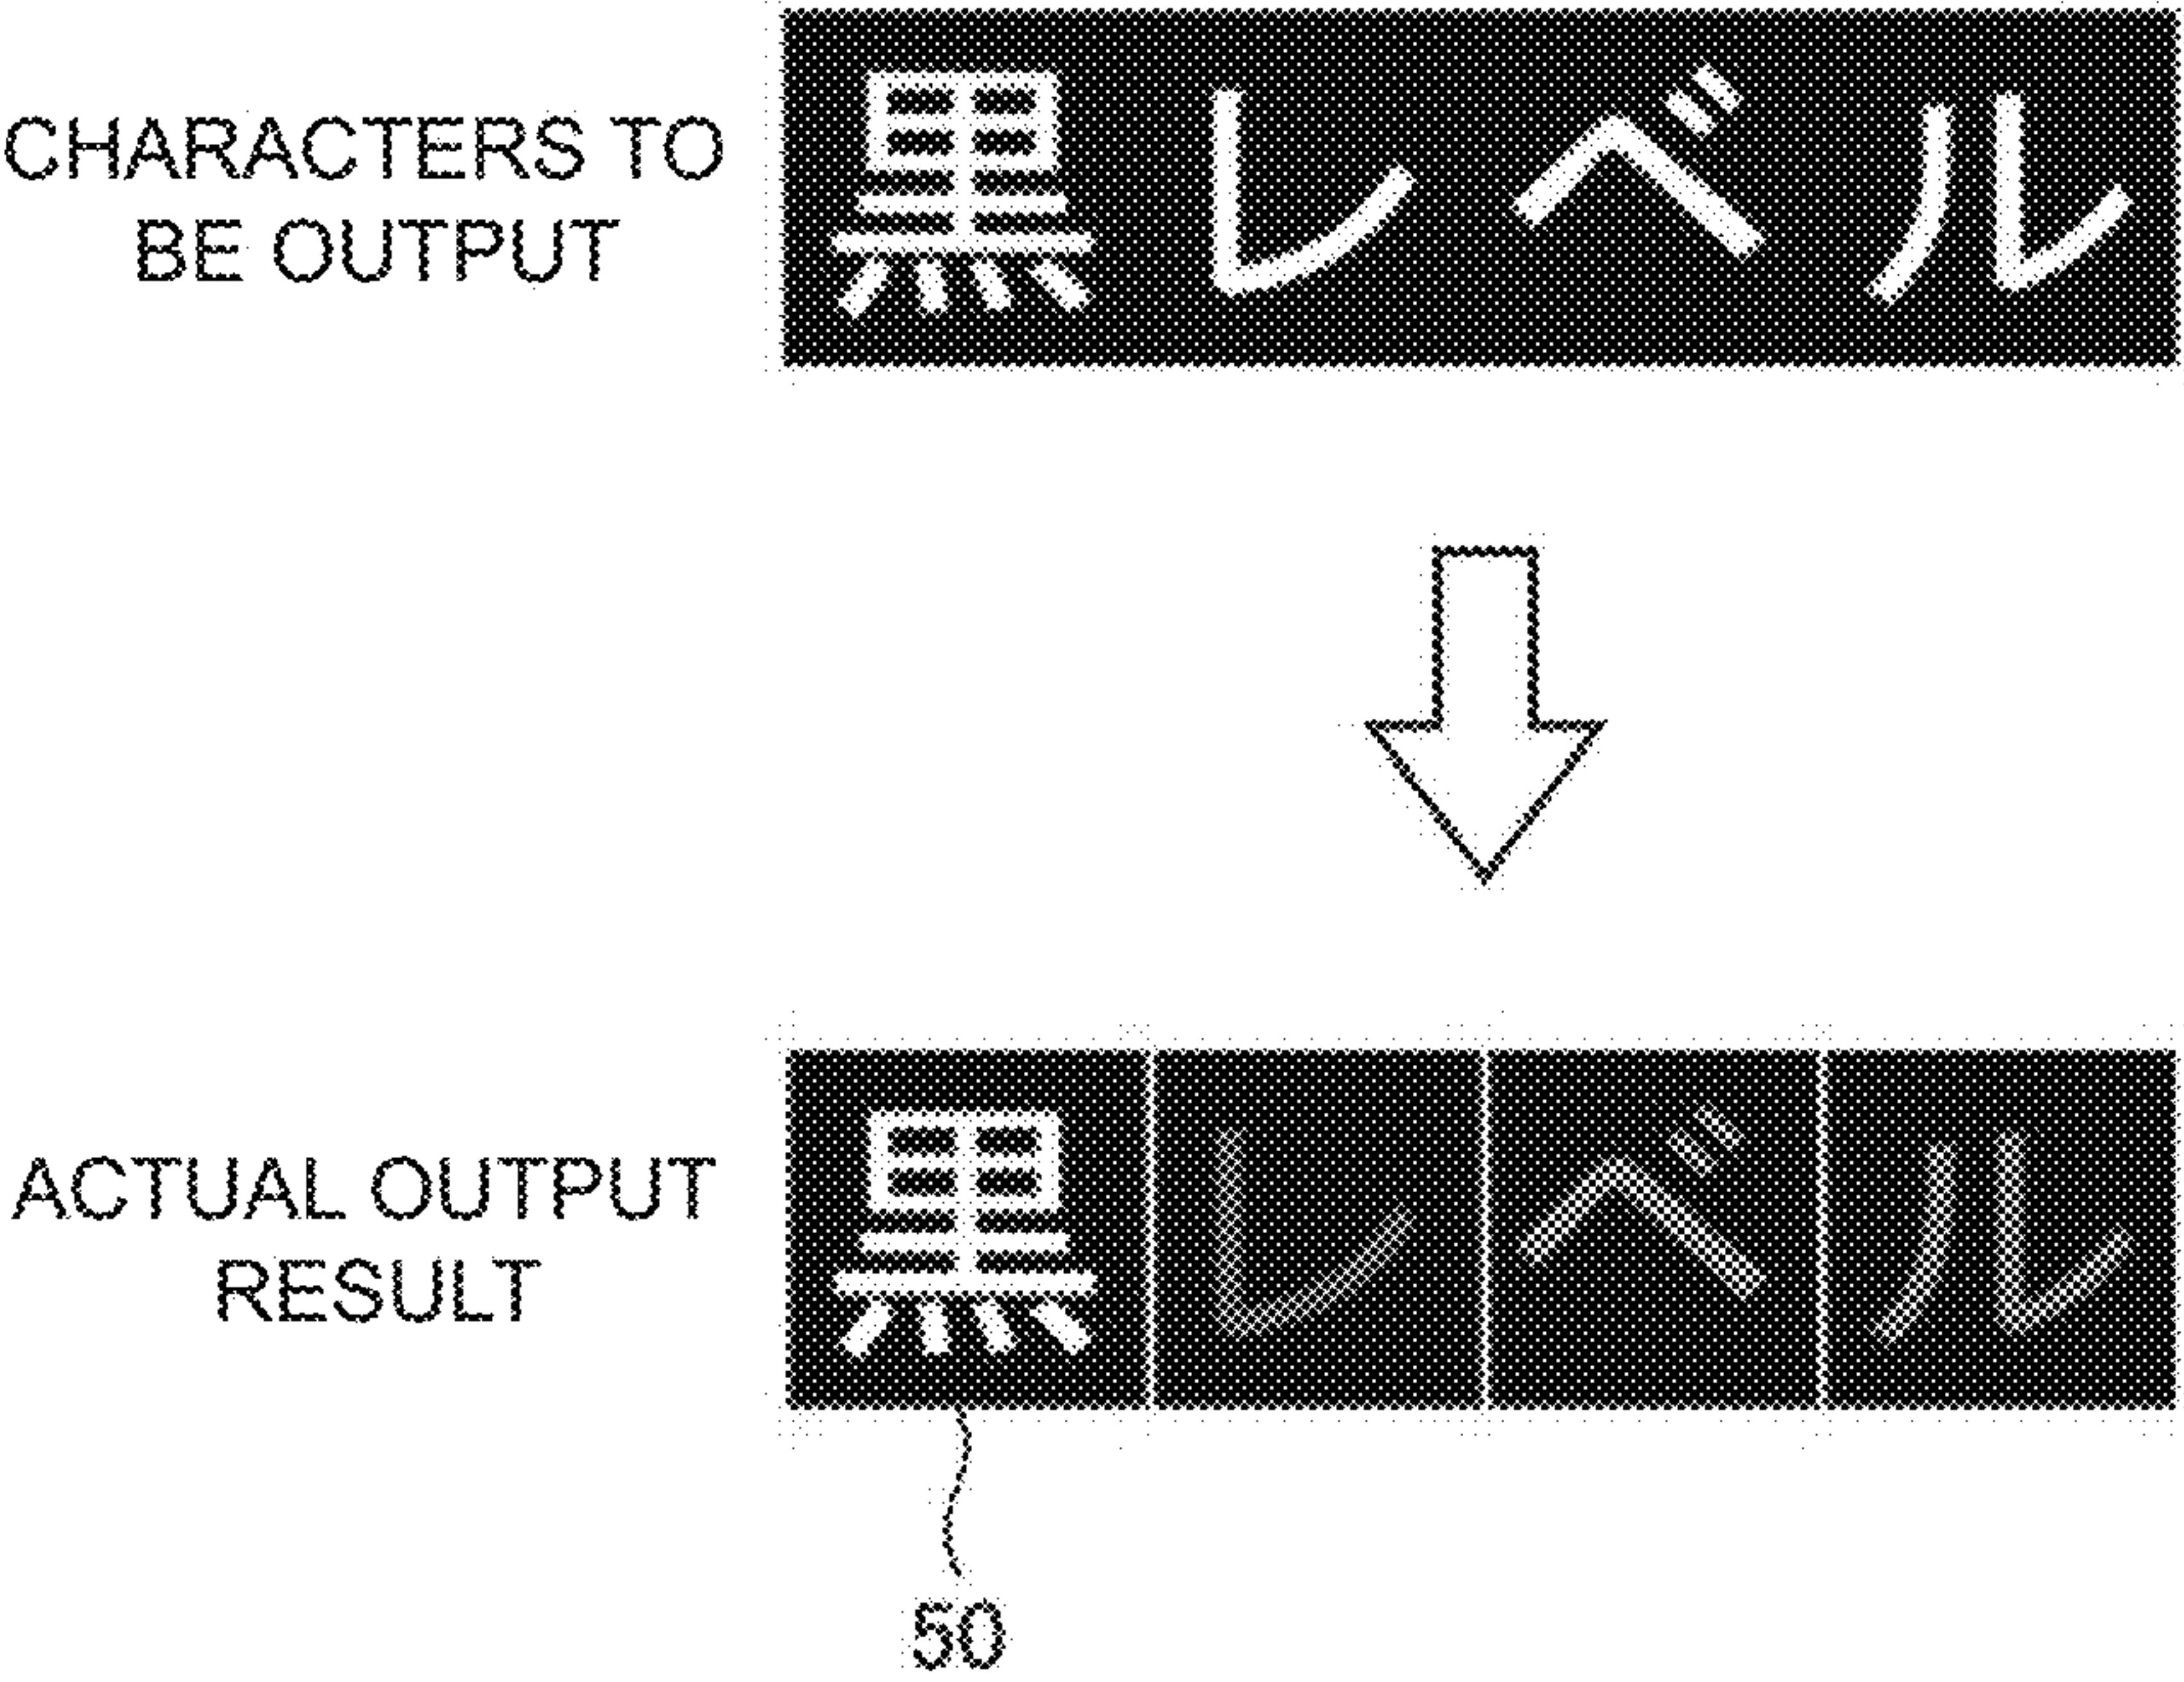 CHARACTERS TO
BE OUTPUT
黒レベル
ACTUAL OUTPUT
RESULT
黒レベル
50